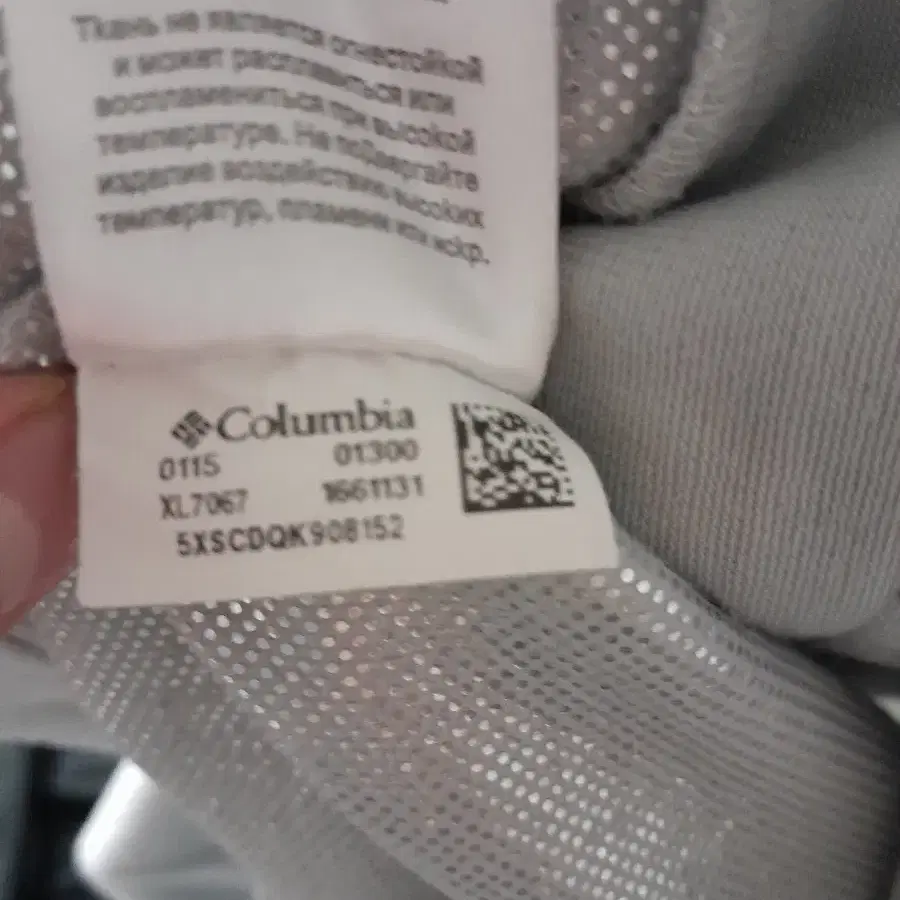 Ткань не является огнестойкой
и может расплавиться или
воспламениться при высокой
температуре. Не подвергайте
изделие воздействию высоких
температур, пламени или искр.
Columbia
0115 01300
XL7067 1661131
5XSCDQK908152